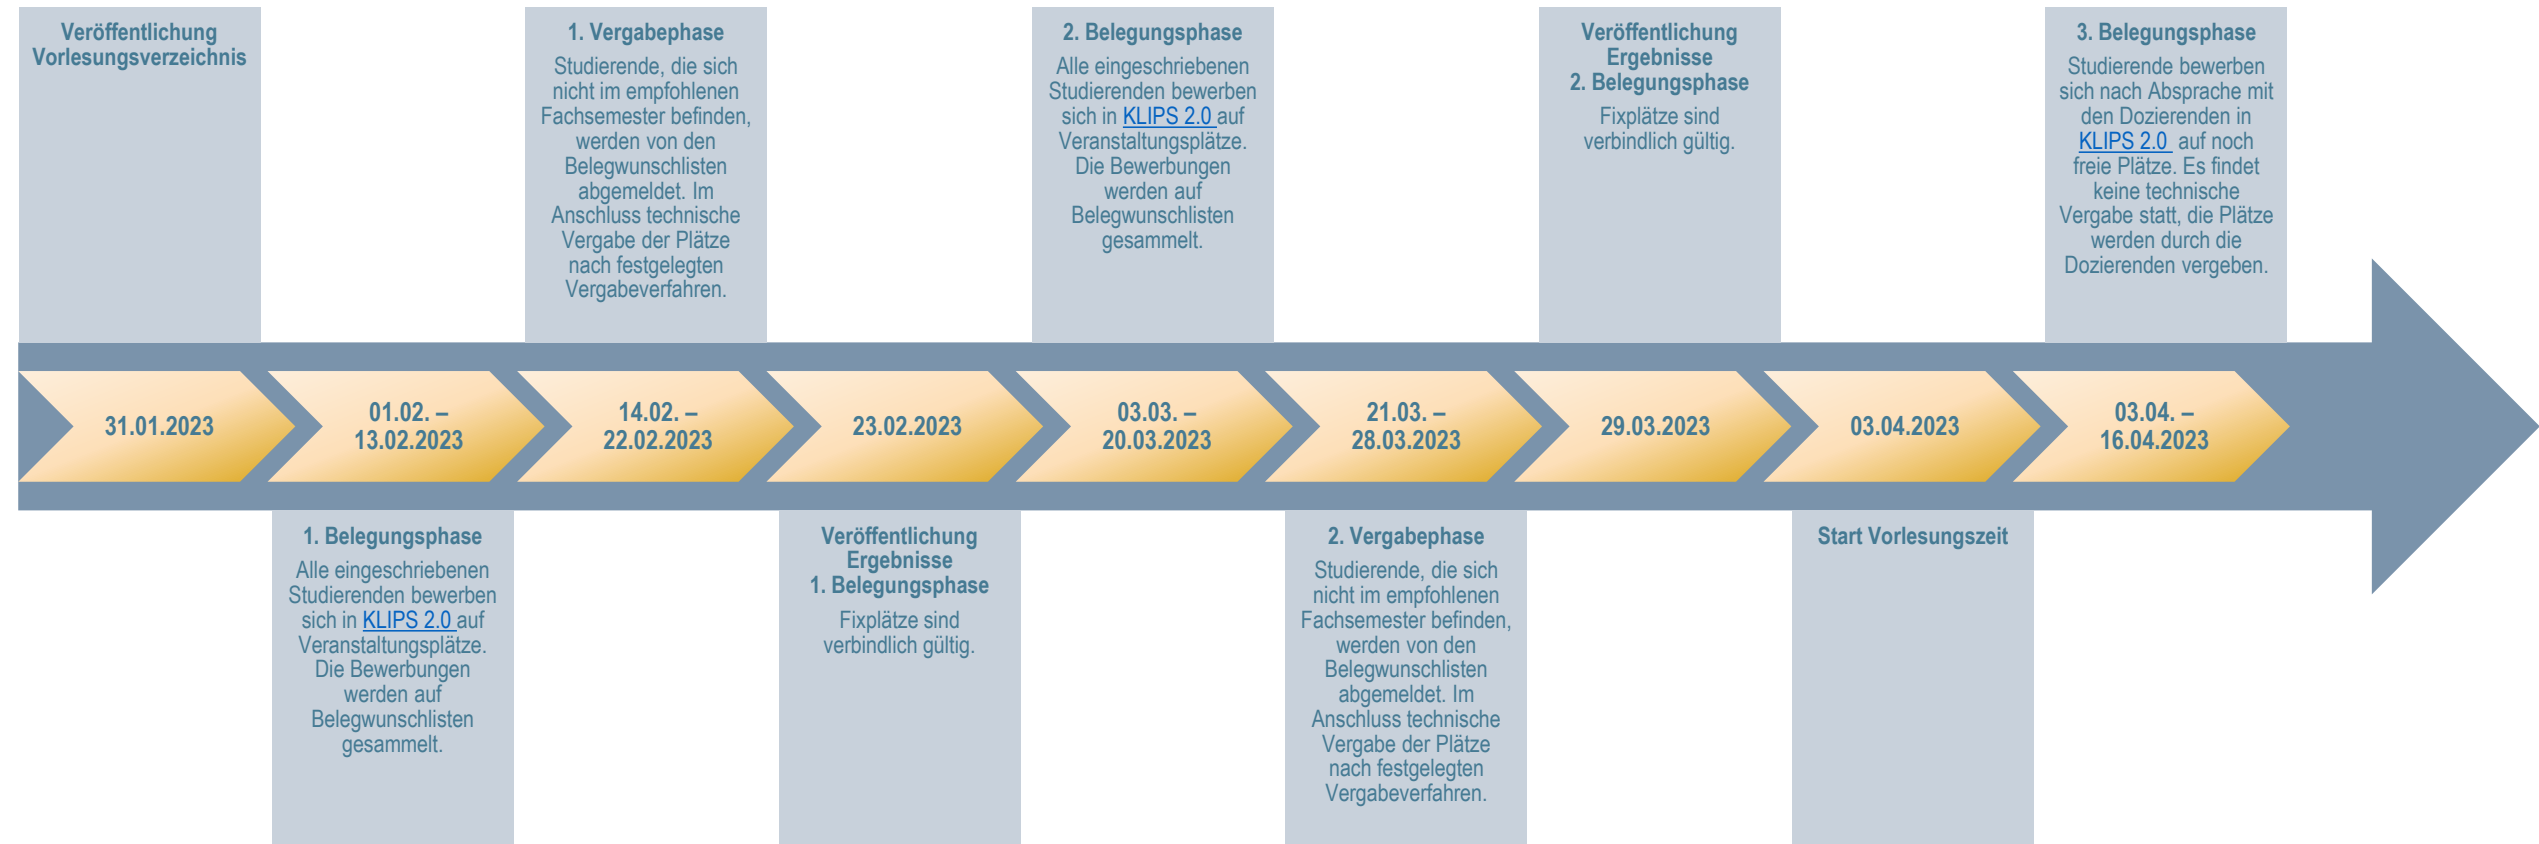 Veröffentlichung
Vorlesungsverzeichnis
1. Vergabephase
Studierende, die sich
nicht im empfohlenen
Fachsemester befinden,
werden von den
Belegwunschlisten
abgemeldet. Im
Anschluss technische
Vergabe der Plätze
nach festgelegten
Vergabeverfahren.
2. Belegungsphase
Alle eingeschriebenen
Studierenden bewerben
sich in KLIPS 2.0 auf
Veranstaltungsplätze.
Die Bewerbungen
werden auf
Belegwunschlisten
gesammelt.
Veröffentlichung
Ergebnisse
2. Belegungsphase
Fixplätze sind
verbindlich gültig.
3. Belegungsphase
Studierende bewerben
sich nach Absprache mit
den Dozierenden in
KLIPS 2.0 auf noch
freie Plätze. Es findet
keine technische
Vergabe statt, die Plätze
werden durch die
Dozierenden vergeben.
31.01.2023
01.02. –
13.02.2023
14.02. –
22.02.2023
23.02.2023
03.03. –
20.03.2023
21.03. –
28.03.2023
29.03.2023
03.04.2023
03.04. –
16.04.2023
1. Belegungsphase
Alle eingeschriebenen
Studierenden bewerben
sich in KLIPS 2.0 auf
Veranstaltungsplätze.
Die Bewerbungen
werden auf
Belegwunschlisten
gesammelt.
Veröffentlichung
Ergebnisse
1. Belegungsphase
Fixplätze sind
verbindlich gültig.
2. Vergabephase
Studierende, die sich
nicht im empfohlenen
Fachsemester befinden,
werden von den
Belegwunschlisten
abgemeldet. Im
Anschluss technische
Vergabe der Plätze
nach festgelegten
Vergabeverfahren.
Start Vorlesungszeit